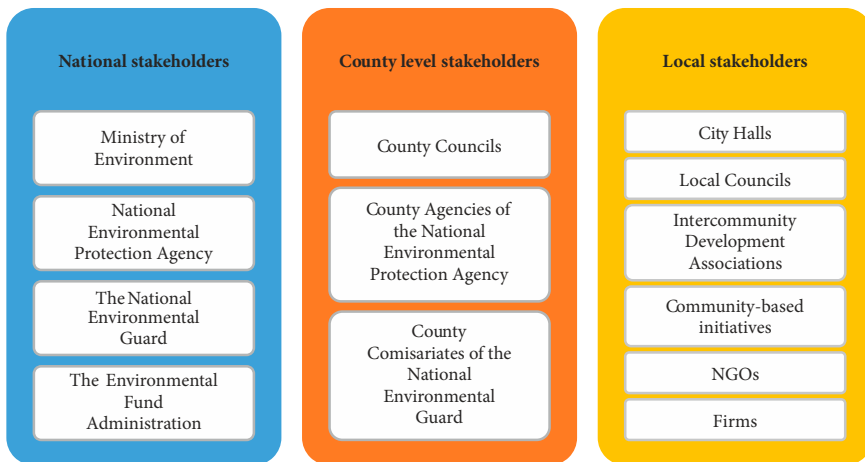 National stakeholders
Ministry of
Environment
National
Environmental
Protection Agency
The National
Environmental
Guard
The Environmental
Fund
Administration
County level stakeholders
County Councils
County Agencies of
the National
Environmental
Protection Agency
County
Comisariates of the
National
Environmental
Guard
Local stakeholders
City Halls
Local Councils
Intercommunity
Development
Associations
Community-based
initiatives
NGOs
Firms